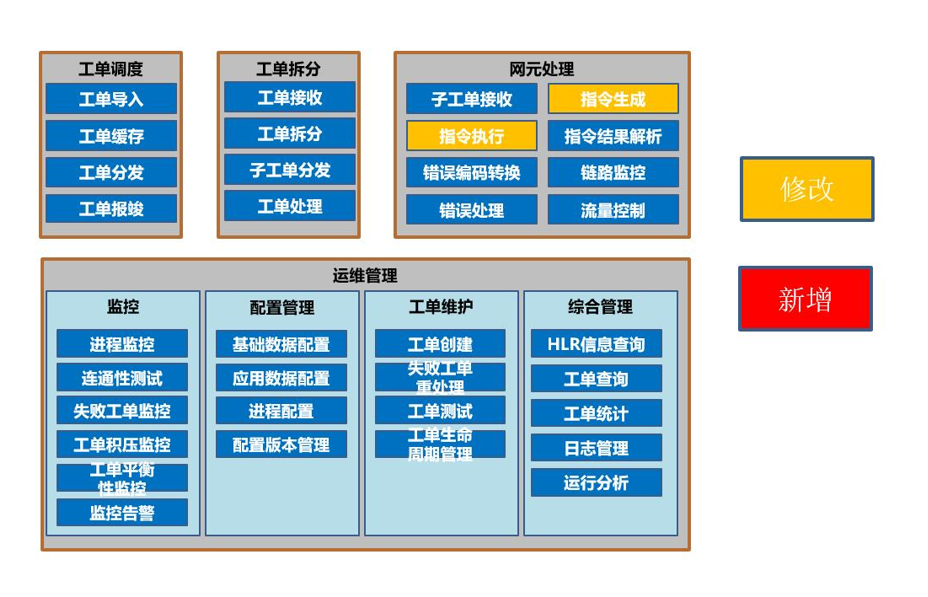 工单调度
工单导入
工单缓存
工单分发
工单报竣
工单拆分
工单接收
工单拆分
子工单分发
工单处理
网元处理
子工单接收
指令生成
指令执行
指令结果解析
错误编码转换
链路监控
错误处理
流量控制
修改
新增
运维管理
监控
进程监控
连通性测试
失败工单监控
工单积压监控
工单平衡
性监控
监控告警
配置管理
基础数据配置
应用数据配置
进程配置
配置版本管理
工单维护
工单创建
失败工单
重处理
工单测试
工单生命
周期管理
综合管理
HLR信息查询
工单查询
工单统计
日志管理
运行分析